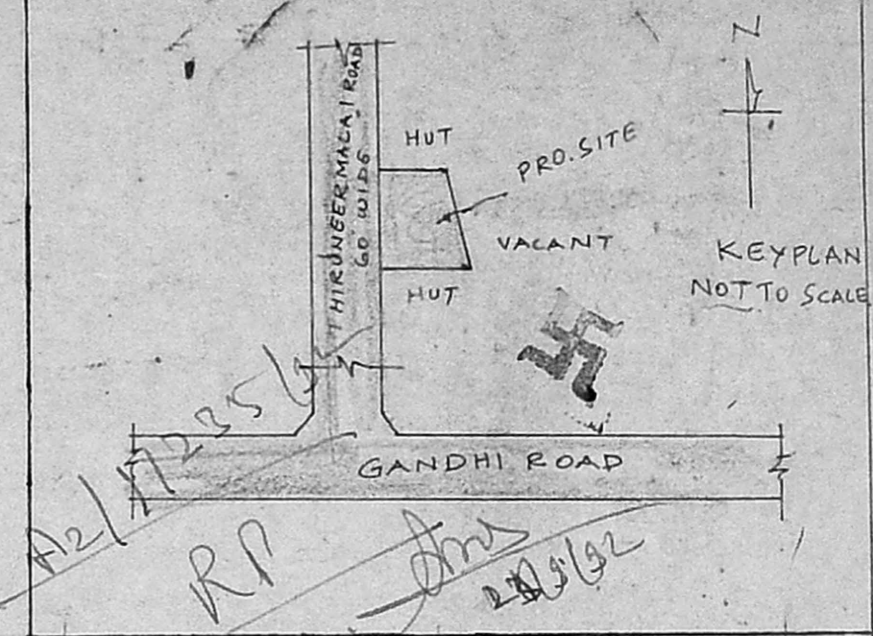 N
HUT
PRO.SITE
THIRUNEERMALAI ROAD
60' WIDE
VACANT
KEYPLAN
NOT TO SCALE
HUT
GANDHI ROAD
RP